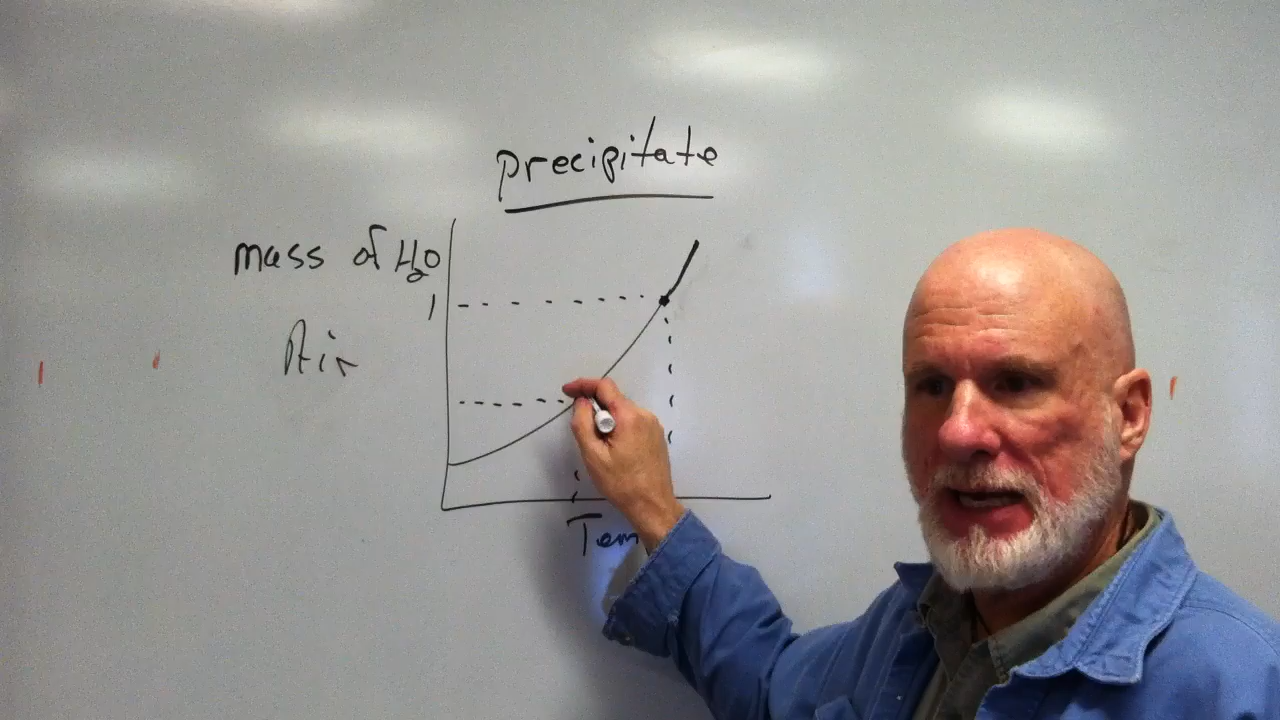 precipitate
mass of H₂O
1
Air
Tem